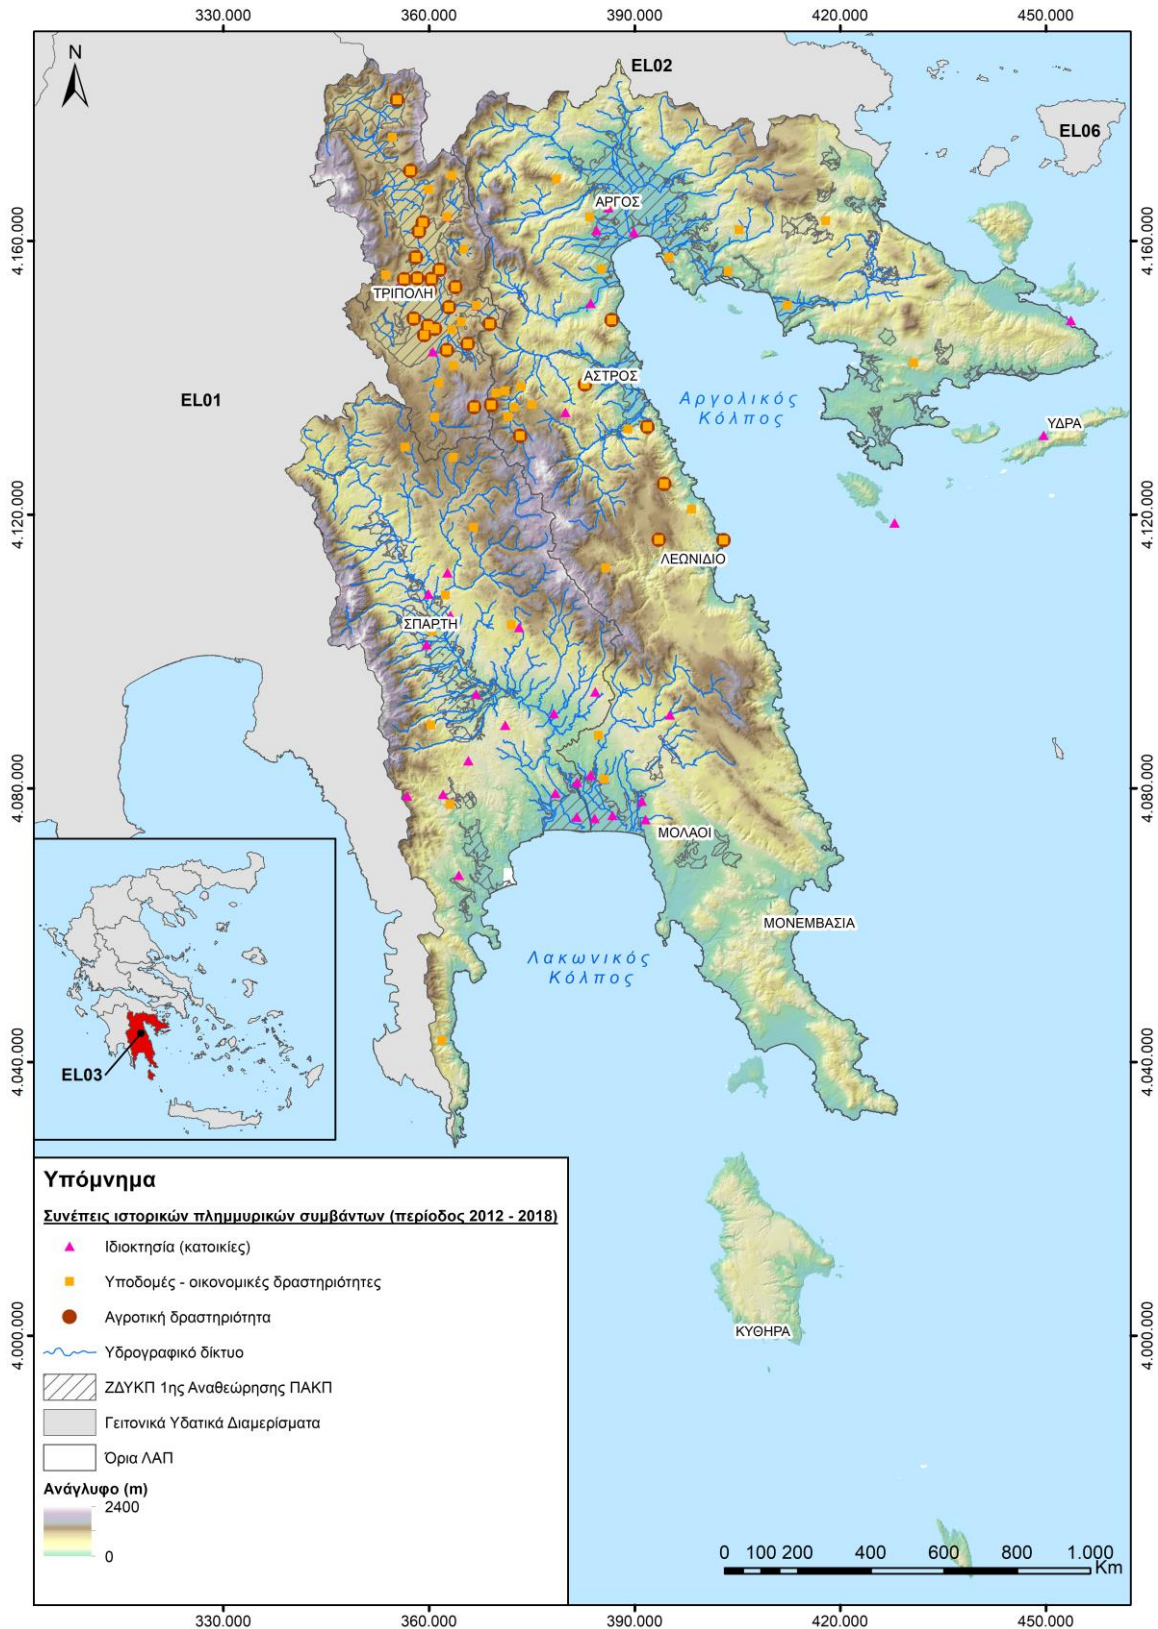 330.000 360.000 390.000 420.000 450.000
N
EL02
EL06
ΑΡΓΟΣ
4.160.000 4.160.000
ΤΡΙΠΟΛΗ
ΑΣΤΡΟΣ
EL01
Αργολικός
Κόλπος
ΥΔΡΑ
4.120.000 4.120.000
ΛΕΩΝΙΔΙΟ
ΣΠΑΡΤΗ
4.080.000 4.080.000
ΜΟΛΑΟΙ
ΜΟΝΕΜΒΑΣΙΑ
Λακωνικός
Κόλπος
EL03
4.040.000 4.040.000
Υπόμνημα
Συνέπεις ιστορικών πλημμυρικών συμβάντων (περίοδος 2012 - 2018)
Ιδιοκτησία (κατοικίες)
Υποδομές - οικονομικές δραστηριότητες
Αγροτική δραστηριότητα
4.000.000 4.000.000
ΚΥΘΗΡΑ
Υδρογραφικό δίκτυο
ΖΔΥΚΠ 1ης Αναθεώρησης ΠΑΚΠ
Γειτονικά Υδατικά Διαμερίσματα
Όρια ΛΑΠ
Ανάγλυφο (m)
2400
0
0 100 200 400 600 800 1.000
Km
330.000 360.000 390.000 420.000 450.000